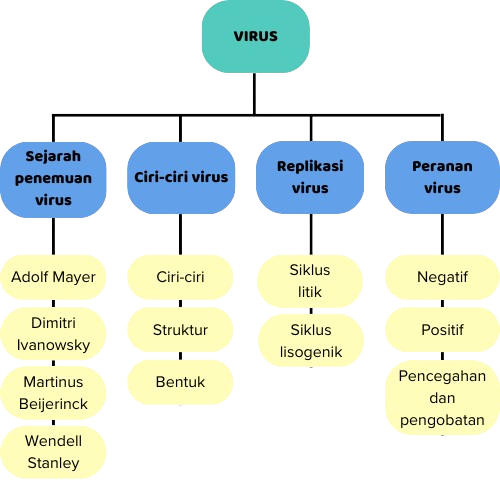 VIRUS
Sejarah
penemuan
virus
Ciri-ciri virus
Replikasi
virus
Peranan
virus
Adolf Mayer
Dimitri
Ivanowsky
Martinus
Beijerinck
Wendell
Stanley
Ciri-ciri
Struktur
Bentuk
Siklus
litik
Siklus
lisogenik
Negatif
Positif
Pencegahan
dan
pengobatan